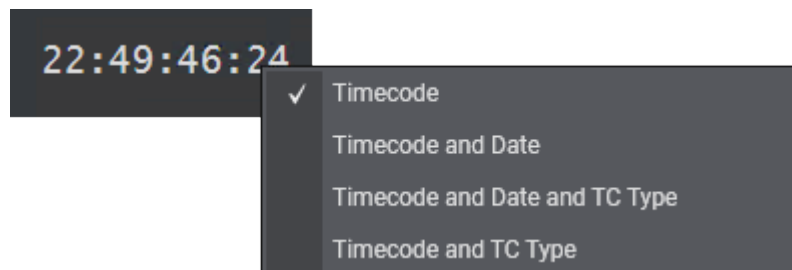 22:49:46:24
✓ Timecode
Timecode and Date
Timecode and Date and TC Type
Timecode and TC Type